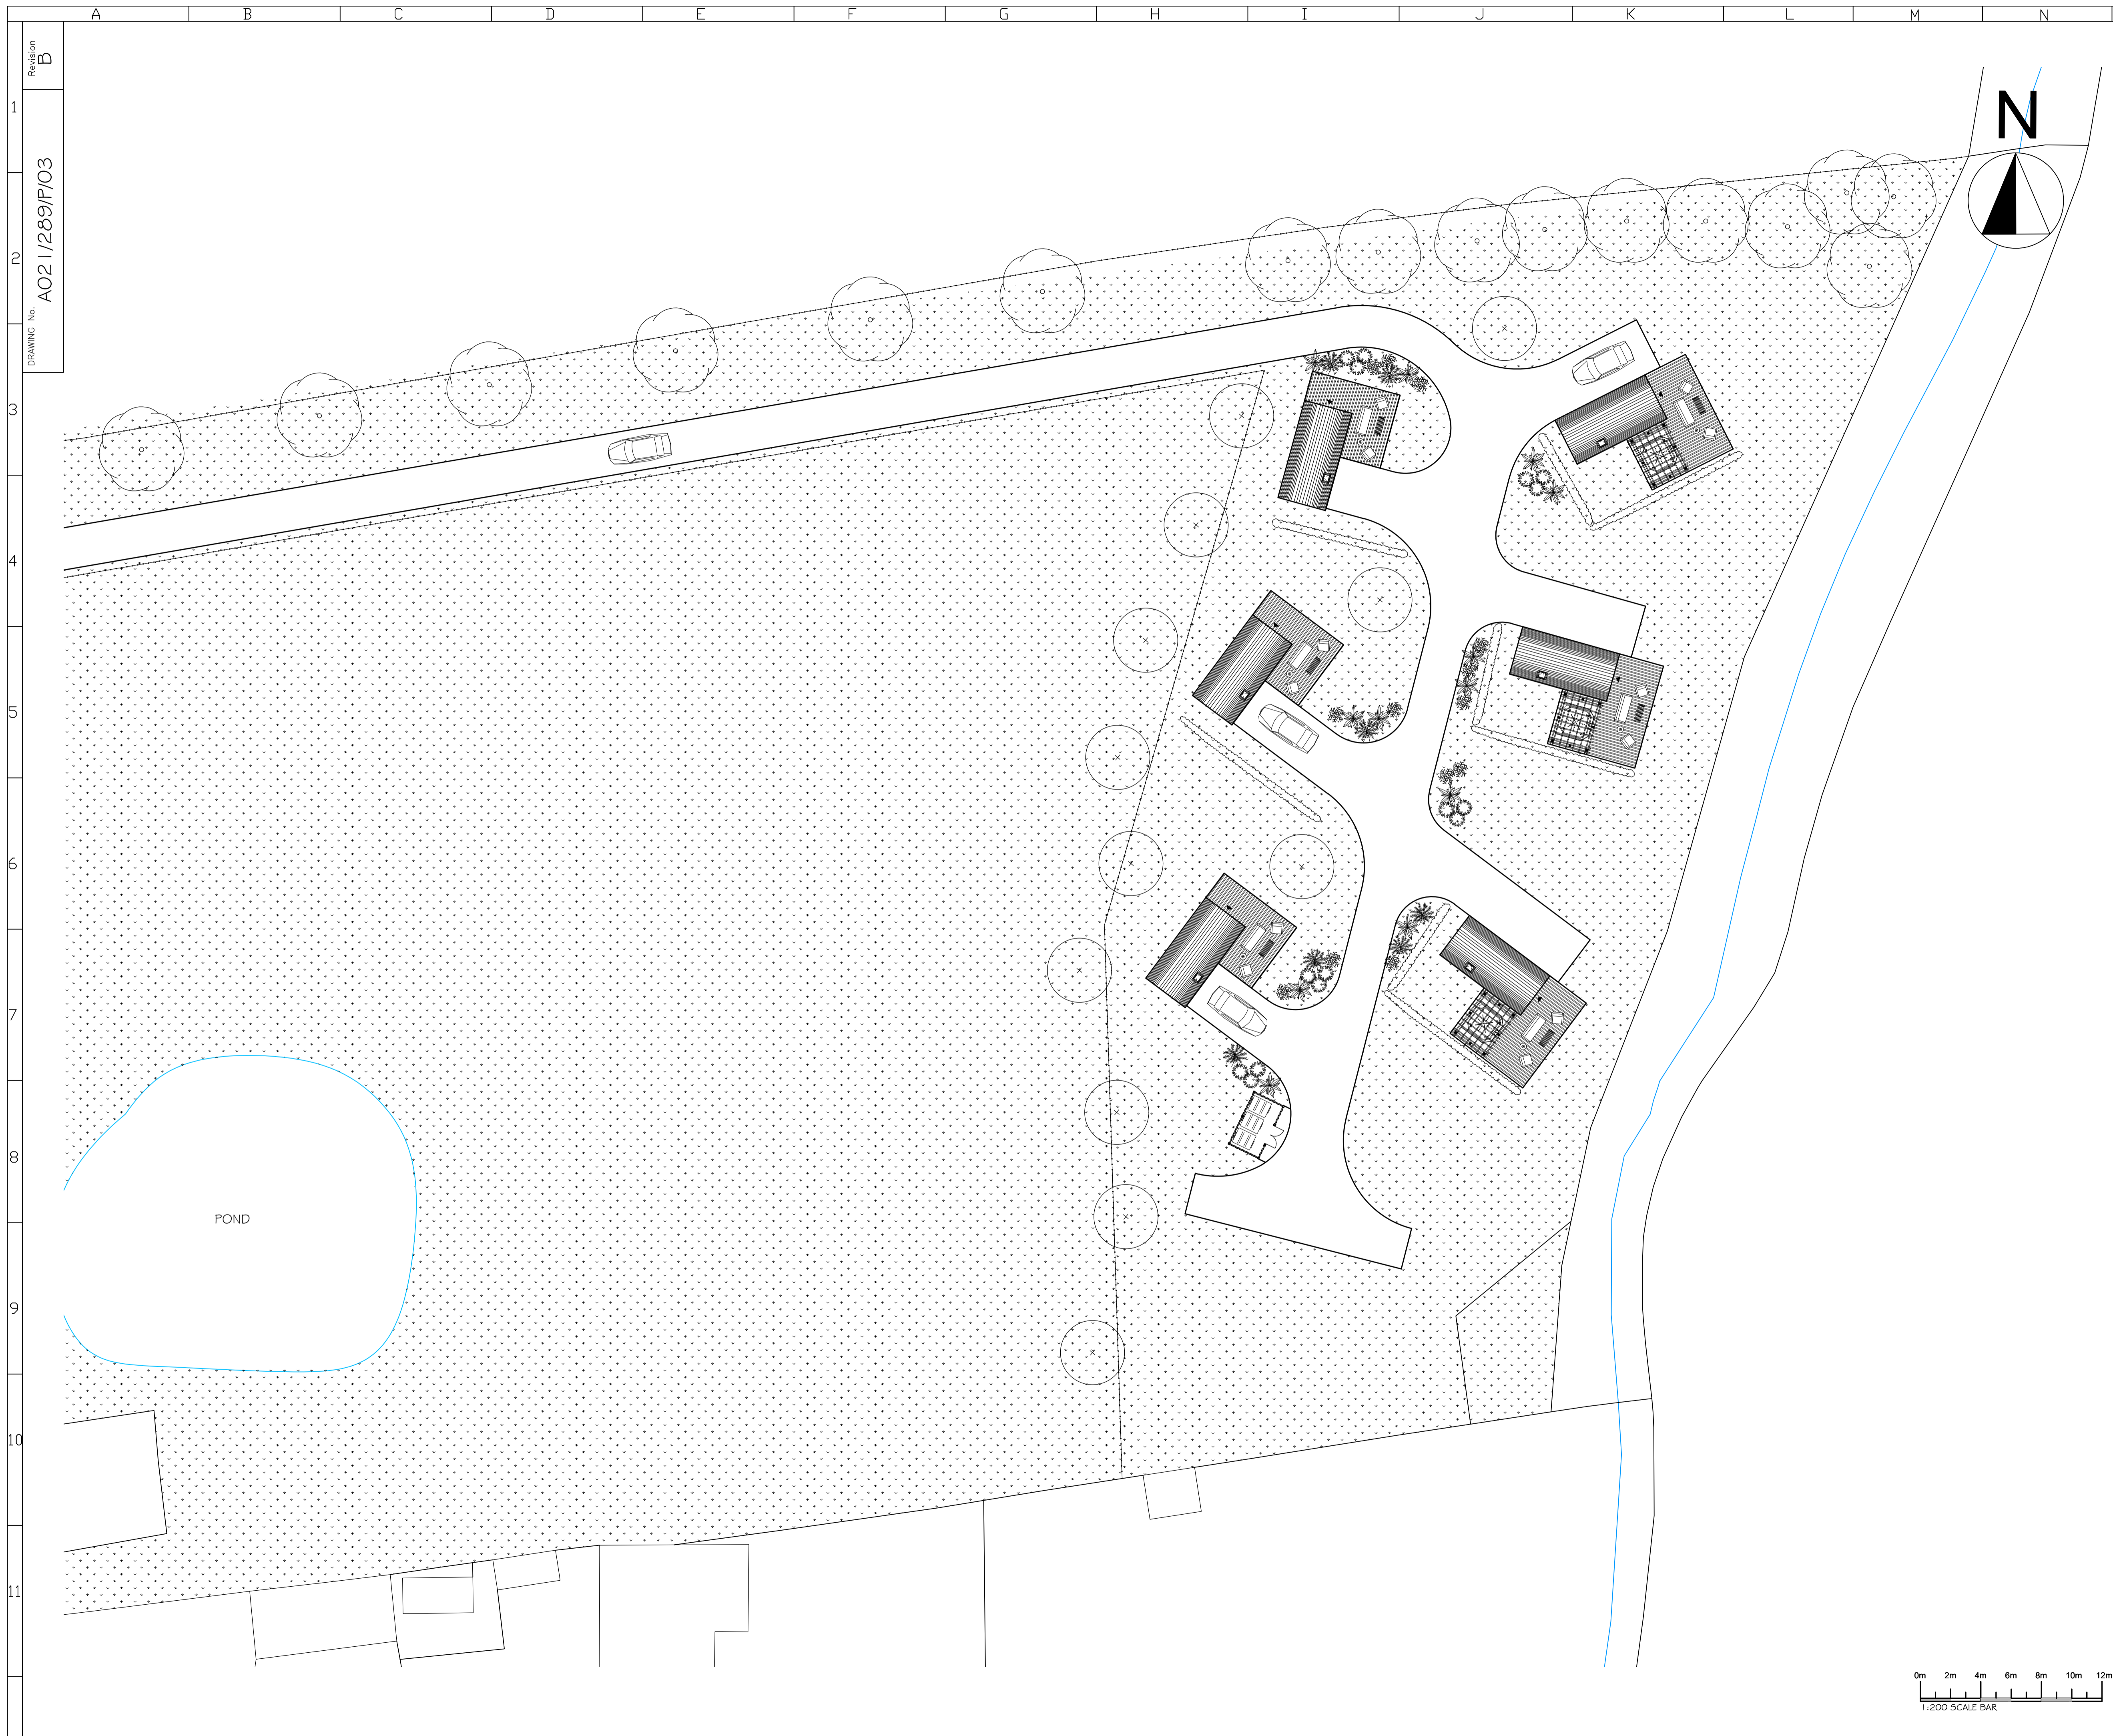 A B C D E F G H I J K L M N
Revision
B
DRAWING No.
A0211/289/P/03
1
2
3
4
5
6
7
8
9
10
11
N
POND
0m 2m 4m 6m 8m 10m 12m
1:200 SCALE BAR